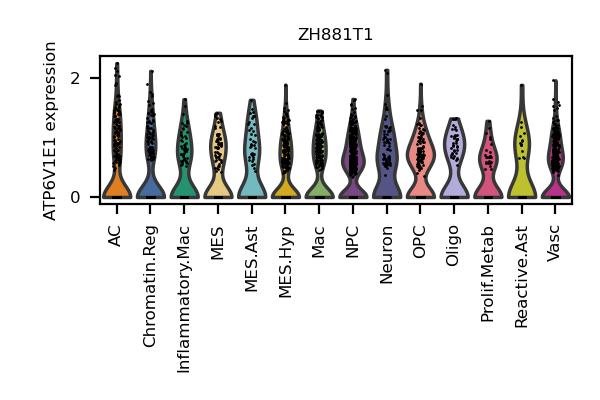 ZH881T1
ATP6V1E1 expression
2
0
AC
Chromatin.Reg
Inflammatory.Mac
MES
MES.Ast
MES.Hyp
Mac
NPC
Neuron
OPC
Oligo
Prolif.Metab
Reactive.Ast
Vasc